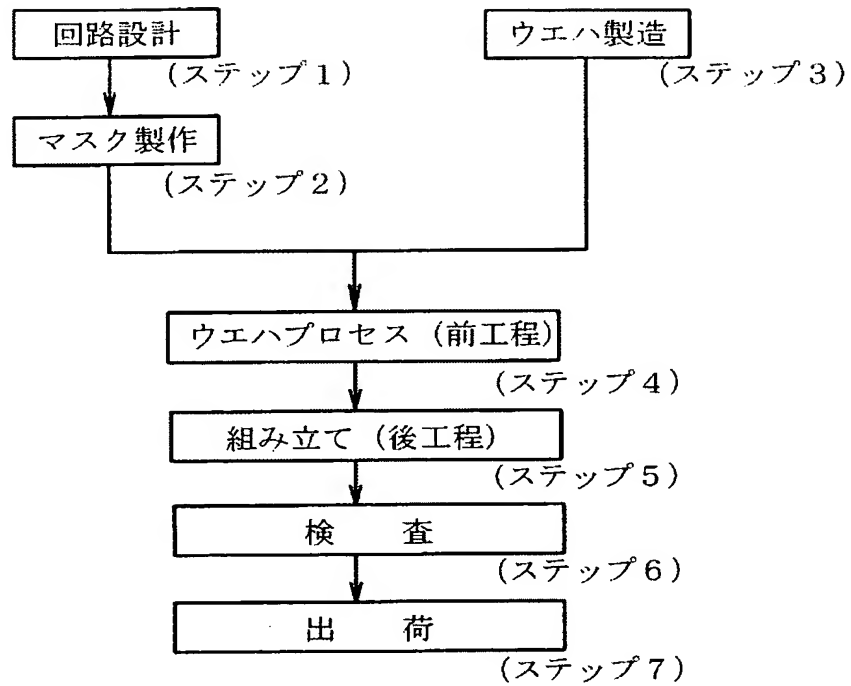 回路設計
(ステップ1)
ウエハ製造
(ステップ3)
マスク製作
(ステップ2)
ウエハプロセス (前工程)
(ステップ4)
組み立て (後工程)
(ステップ5)
検 査
(ステップ6)
出 荷
(ステップ7)